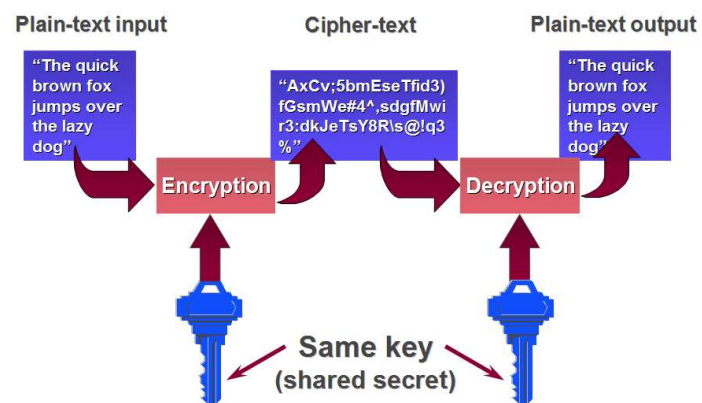 Plain-text input
Cipher-text
Plain-text output
“The quick
brown fox
jumps over
the lazy
dog”
“AxCv;5bmEseTfid3)
fGsmWe#4^,sdgfMwi
r3:dkJeTsY8R\s@!q3
%”
“The quick
brown fox
jumps over
the lazy
dog”
Encryption
Decryption
Same key
(shared secret)